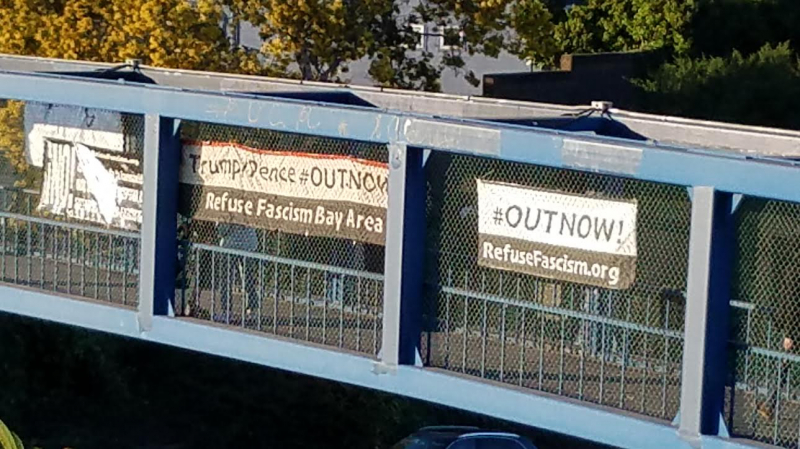 Trump/Pence #OUTNOW
Refuse Fascism Bay Area
#OUTNOW!
RefuseFascism.org